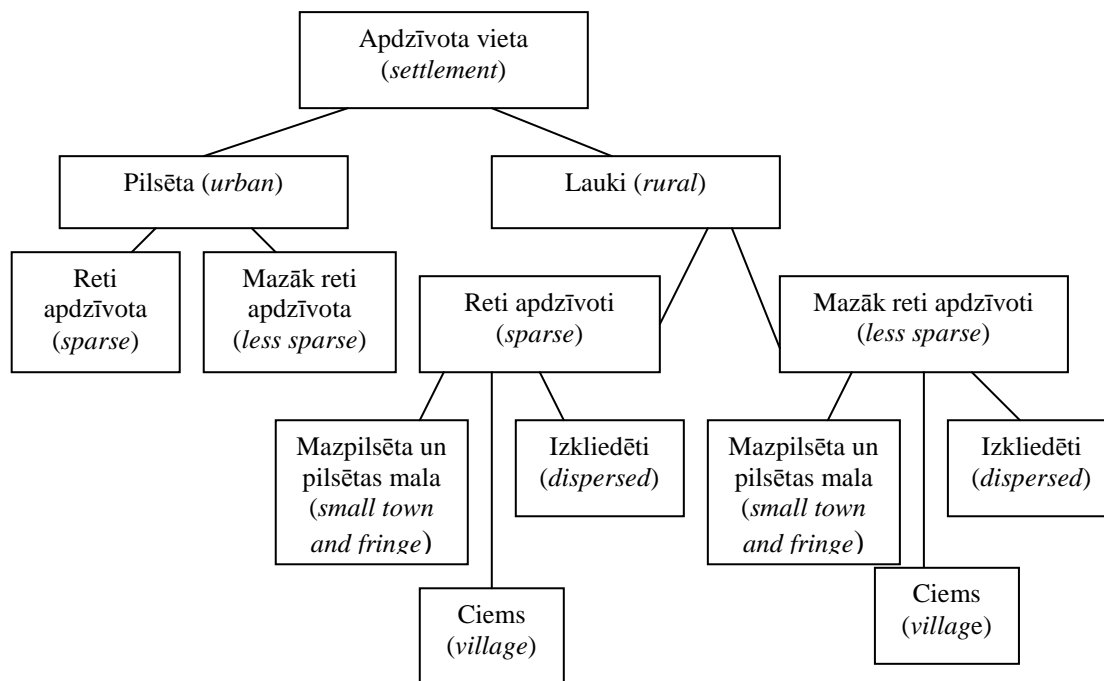 Apdzīvota vieta
(settlement)
Pilsēta (urban)
Lauki (rural)
Reti
apdzīvota
(sparse)
Mazāk reti
apdzīvota
(less sparse)
Reti apdzīvoti
(sparse)
Mazāk reti apdzīvoti
(less sparse)
Mazpilsēta un
pilsētas mala
(small town
and fringe)
Izkliedēti
(dispersed)
Mazpilsēta un
pilsētas mala
(small town
and fringe)
Izkliedēti
(dispersed)
Ciems
(village)
Ciems
(village)